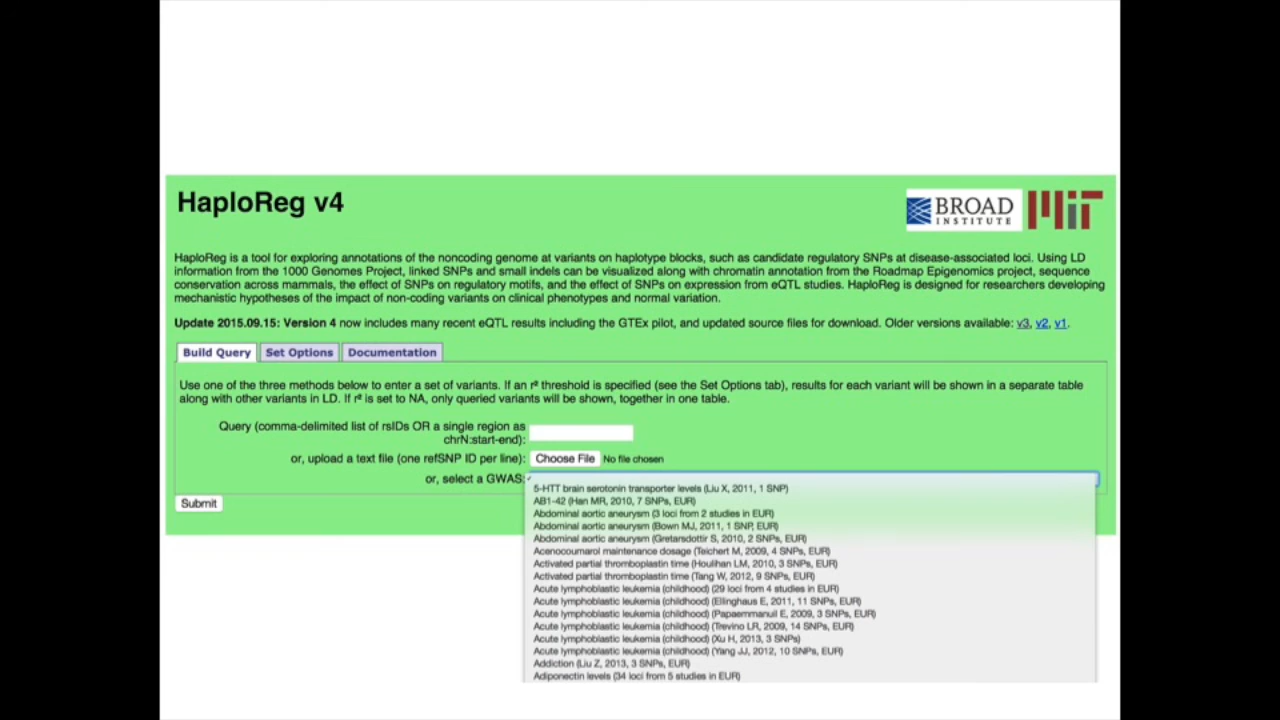 HaploReg v4
BROAD
INSTITUTE
MIT
HaploReg is a tool for exploring annotations of the noncoding genome at variants on haplotype blocks, such as candidate regulatory SNPs at disease-associated loci. Using LD
information from the 1000 Genomes Project, linked SNPs and small indels can be visualized along with chromatin annotation from the Roadmap Epigenomics project, sequence
conservation across mammals, the effect of SNPs on regulatory motifs, and the effect of SNPs on expression from eQTL studies. HaploReg is designed for researchers developing
mechanistic hypotheses of the impact of non-coding variants on clinical phenotypes and normal variation.
Update 2015.09.15: Version 4 now includes many recent eQTL results including the GTEx pilot, and updated source files for download. Older versions available: v3, v2, v1.
Build Query Set Options Documentation
Use one of the three methods below to enter a set of variants. If an r² threshold is specified (see the Set Options tab), results for each variant will be shown in a separate table
along with other variants in LD. If r² is set to NA, only queried variants will be shown, together in one table.
Query (comma-delimited list of rsIDs OR a single region as
chrN:start-end):
or, upload a text file (one refSNP ID per line): Choose File No file chosen
or, select a GWAS:
Submit
5-HTT brain serotonin transporter levels (Liu X, 2011, 1 SNP)
AB1-42 (Han MR, 2010, 7 SNPs, EUR)
Abdominal aortic aneurysm (3 loci from 2 studies in EUR)
Abdominal aortic aneurysm (Bown MJ, 2011, 1 SNP, EUR)
Abdominal aortic aneurysm (Gretarsdottir S, 2010, 2 SNPs, EUR)
Acenocoumarol maintenance dosage (Teichert M, 2009, 4 SNPs, EUR)
Activated partial thromboplastin time (Houlihan LM, 2010, 3 SNPs, EUR)
Activated partial thromboplastin time (Tang W, 2012, 9 SNPs, EUR)
Acute lymphoblastic leukemia (childhood) (29 loci from 4 studies in EUR)
Acute lymphoblastic leukemia (childhood) (Ellinghaus E, 2011, 11 SNPs, EUR)
Acute lymphoblastic leukemia (childhood) (Papaemmanuil E, 2009, 3 SNPs, EUR)
Acute lymphoblastic leukemia (childhood) (Trevino LR, 2009, 14 SNPs, EUR)
Acute lymphoblastic leukemia (childhood) (Xu H, 2013, 3 SNPs)
Acute lymphoblastic leukemia (childhood) (Yang JJ, 2012, 10 SNPs, EUR)
Addiction (Liu Z, 2013, 3 SNPs, EUR)
Adiponectin levels (34 loci from 5 studies in EUR)